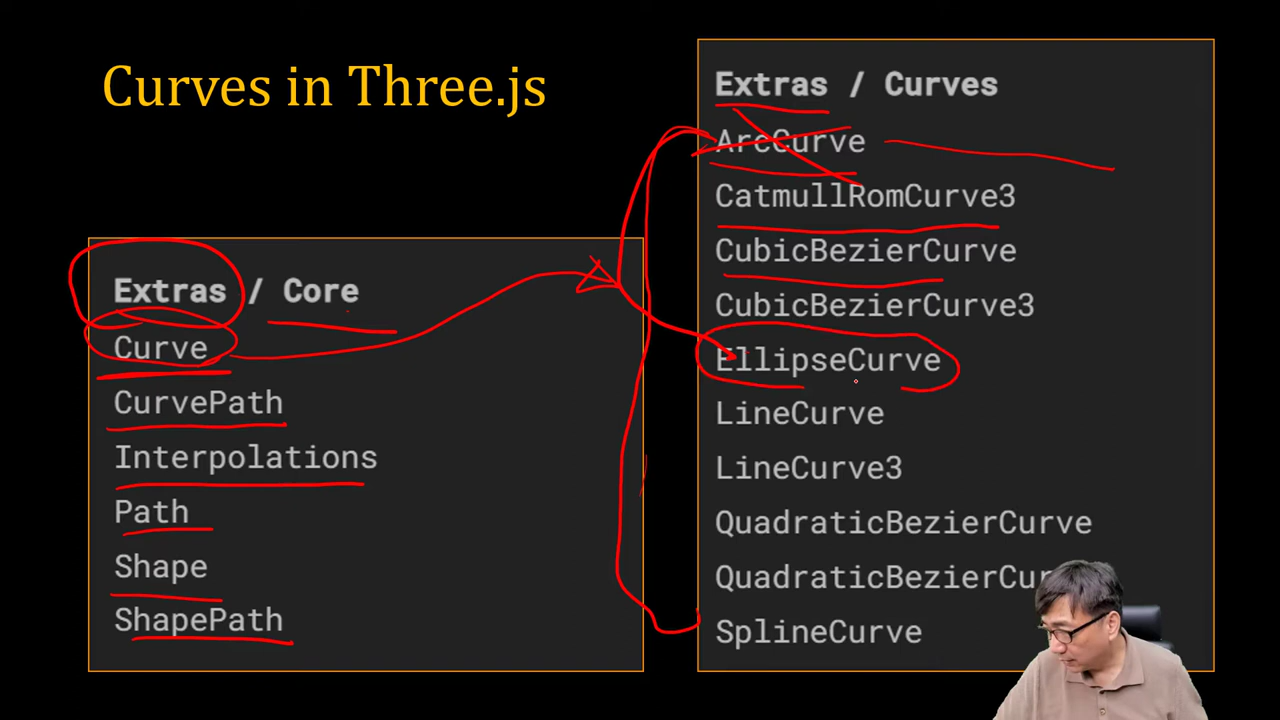 Curves in Three.js
Extras / Core
Curve
CurvePath
Interpolations
Path
Shape
ShapePath
Extras / Curves
ArcCurve
CatmullRomCurve3
CubicBezierCurve
CubicBezierCurve3
EllipseCurve
LineCurve
LineCurve3
QuadraticBezierCurve
SplineCurve